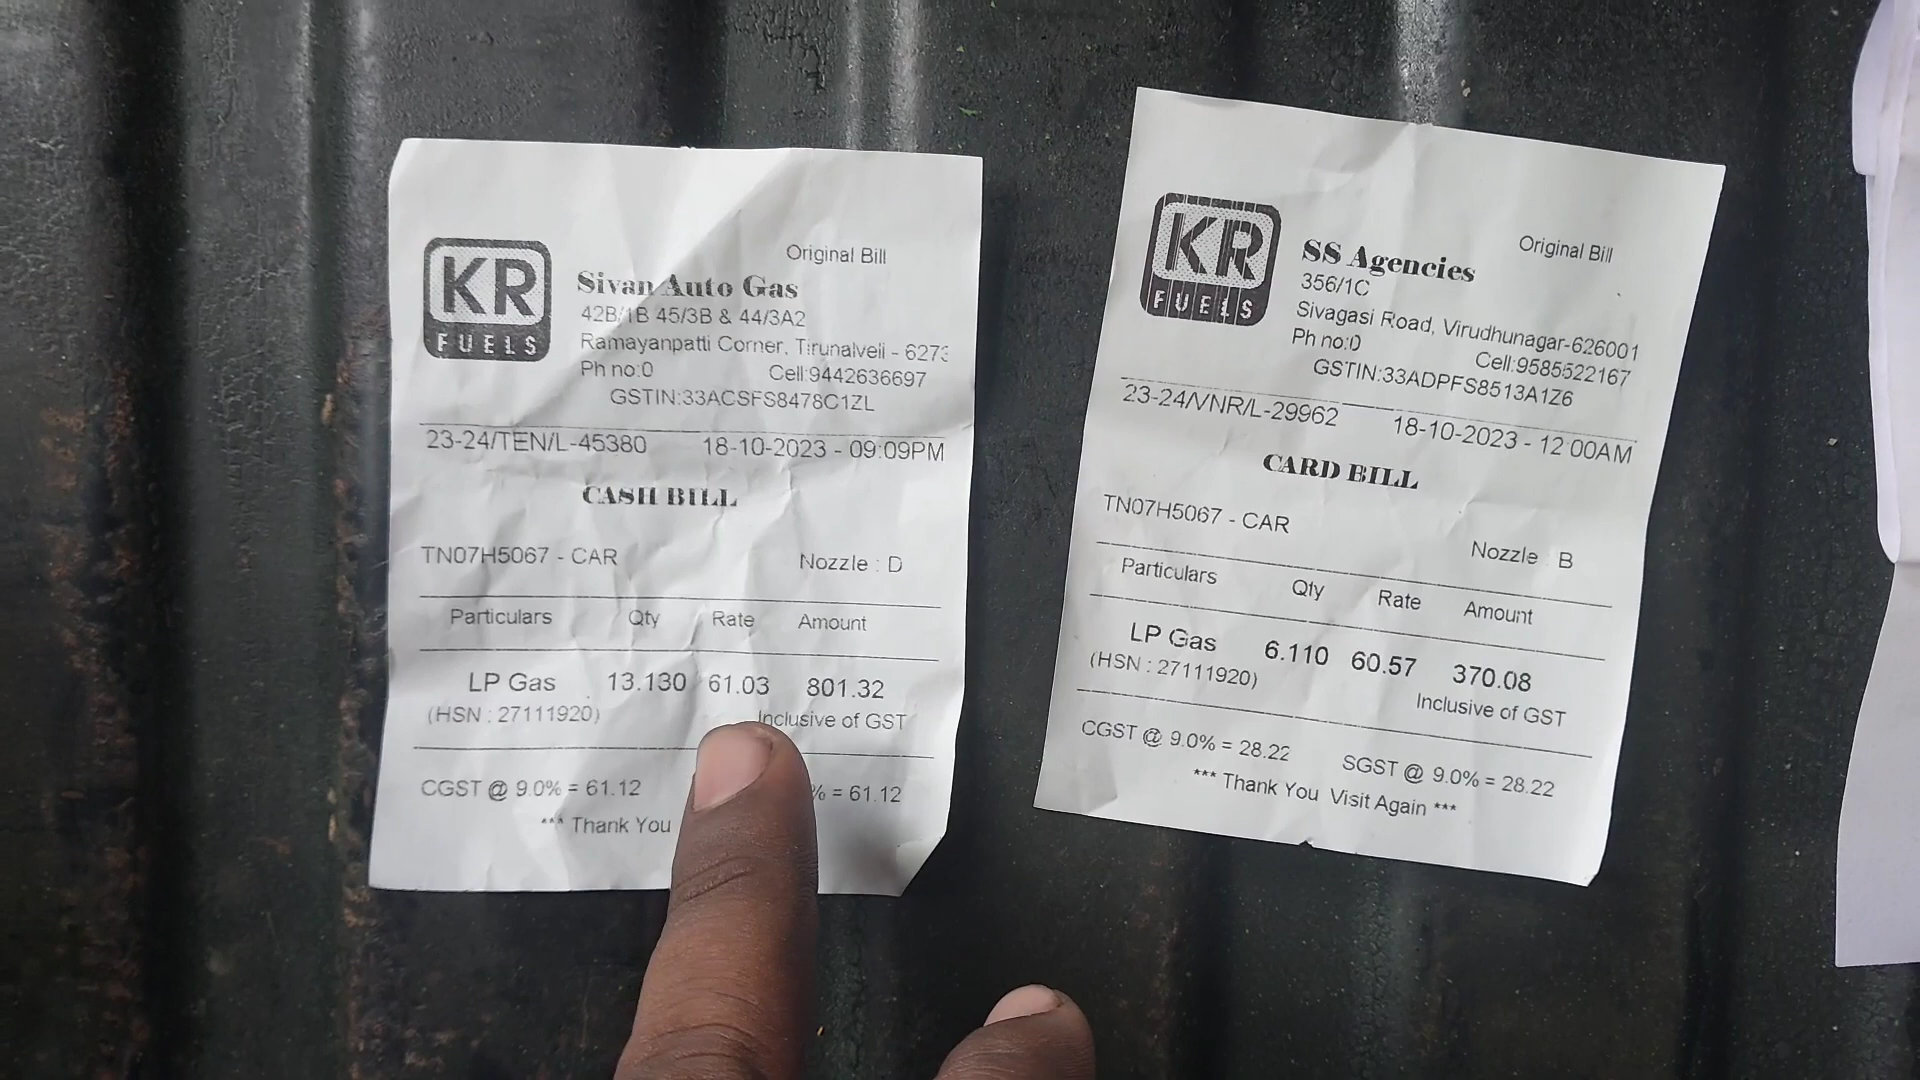 KR
FUELS
Original Bill
Sivan Auto Gas
42B/1B 45/3B & 44/3A2
Ramayanpatti Corner, Tirunalveli - 6273
Ph no:0 Cell:9442636697
GSTIN:33ACSFS8478C1ZL
23-24/TEN/L-45380 18-10-2023 - 09:09PM
CASH BILL
TN07H5067 - CAR Nozzle : D
Particulars Qty Rate Amount
LP Gas 13.130 61.03 801.32
(HSN : 27111920) Inclusive of GST
CGST @ 9.0% = 61.12 % = 61.12
*** Thank You
KR
FUELS
Original Bill
SS Agencies
356/1C
Sivagasi Road, Virudhunagar-626001
Ph no:0 Cell:9585522167
GSTIN:33ADPFS8513A1Z6
23-24/VNR/L-29962 18-10-2023 - 12:00AM
CARD BILL
TN07H5067 - CAR
Nozzle : B
Particulars Qty Rate Amount
LP Gas 6.110 60.57 370.08
(HSN : 27111920) Inclusive of GST
CGST @ 9.0% = 28.22 SGST @ 9.0% = 28.22
*** Thank You Visit Again ***